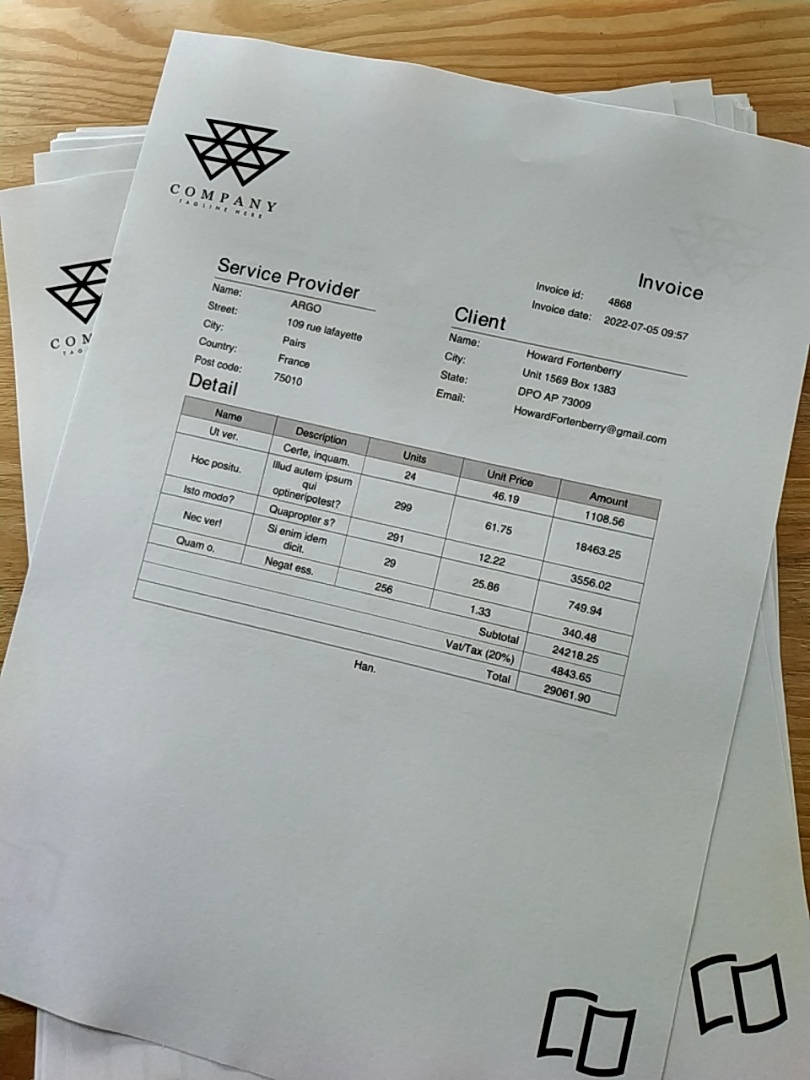 COMPANY
TAGLINE HERE
Invoice
Invoice id: 4868
Invoice date: 2022-07-05 09:57
Service Provider
Name: ARGO
Street: 109 rue lafayette
City: Pairs
Country: France
Post code: 75010
Client
Name: Howard Fortenberry
City: Unit 1569 Box 1383
State: DPO AP 73009
Email: HowardFortenberry@gmail.com
Detail
Name Description Units Unit Price Amount
Ut ver. Certe, inquam. 24 46.19 1108.56
Hoc positu. Illud autem ipsum
qui
optineripotest? 299 61.75 18463.25
Isto modo? Quapropter s? 291 12.22 3556.02
Nec ver! Si enim idem
dicit. 29 25.86 749.94
Quam o. Negat ess. 256 1.33 340.48
Subtotal 24218.25
Vat/Tax (20%) 4843.65
Total 29061.90
Han.
COM
TAG